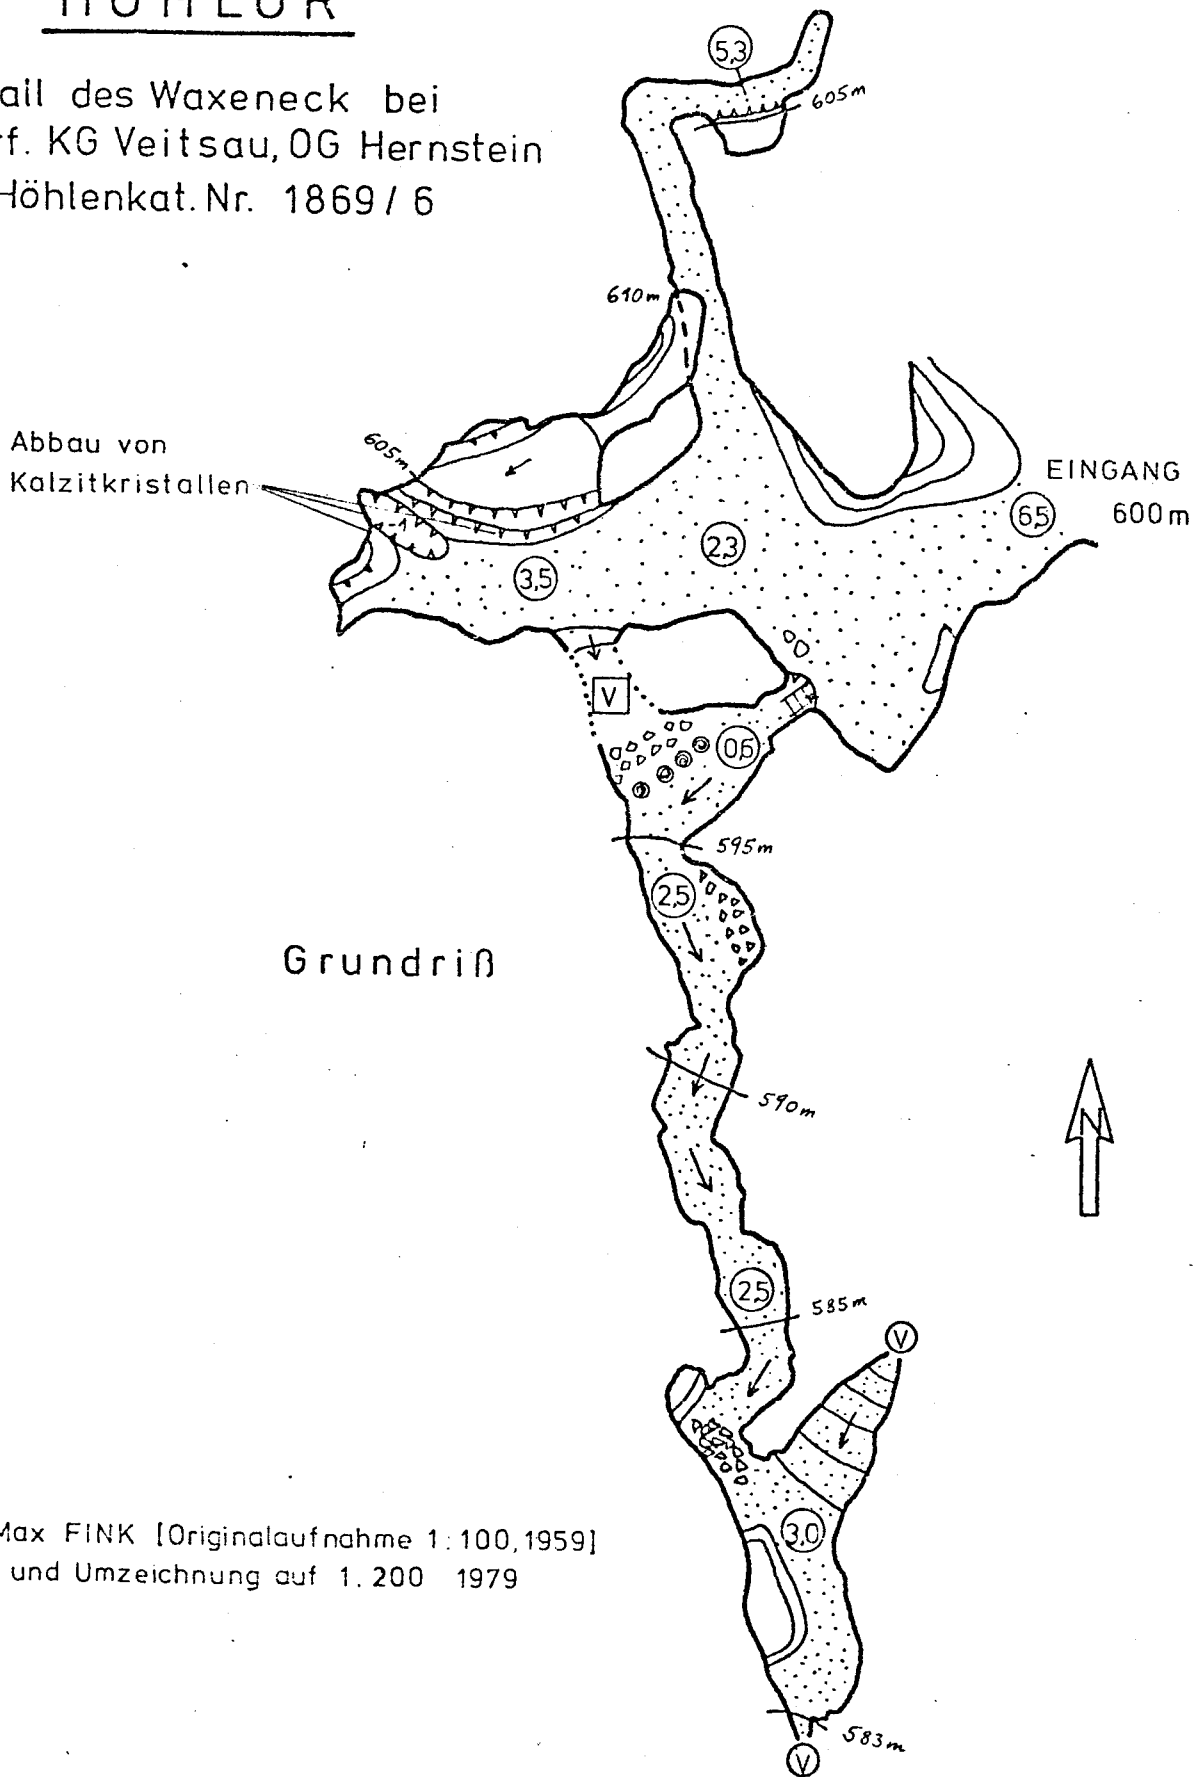 ail des Waxeneck bei
f. KG Veitsau, OG Hernstein
Höhlenkat. Nr. 1869 / 6
5,3
605m
610m
Abbau von
Kalzitkristallen
605m
1
EINGANG
600m
6,5
2,3
3,5
V
0,6
595m
2,5
Grundriß
590m
N
2,5
585m
V
3,0
Max FINK [Originalaufnahme 1:100, 1959]
und Umzeichnung auf 1.200 1979
583m
V